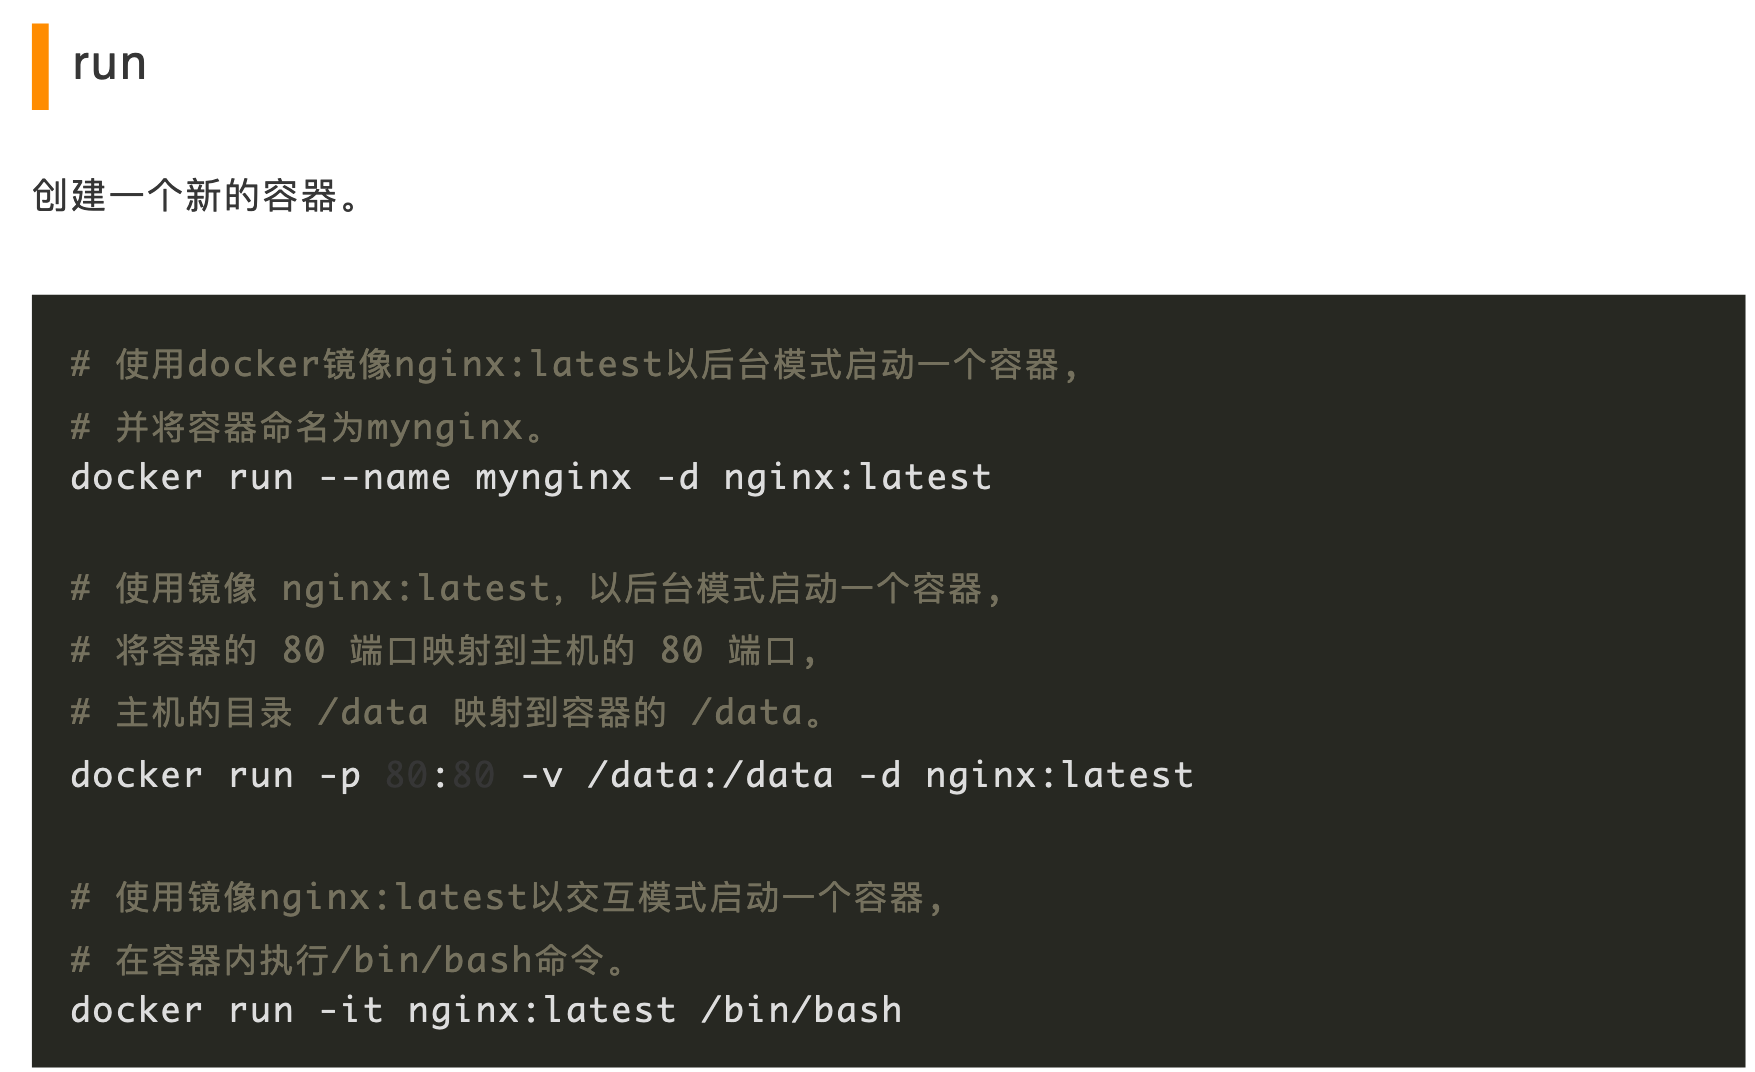 run
创建一个新的容器。
# 使用docker镜像nginx:latest以后台模式启动一个容器,
# 并将容器命名为mynginx。
docker run --name mynginx -d nginx:latest
# 使用镜像 nginx:latest，以后台模式启动一个容器,
# 将容器的 80 端口映射到主机的 80 端口,
# 主机的目录 /data 映射到容器的 /data。
docker run -p 80:80 -v /data:/data -d nginx:latest
# 使用镜像nginx:latest以交互模式启动一个容器,
# 在容器内执行/bin/bash命令。
docker run -it nginx:latest /bin/bash